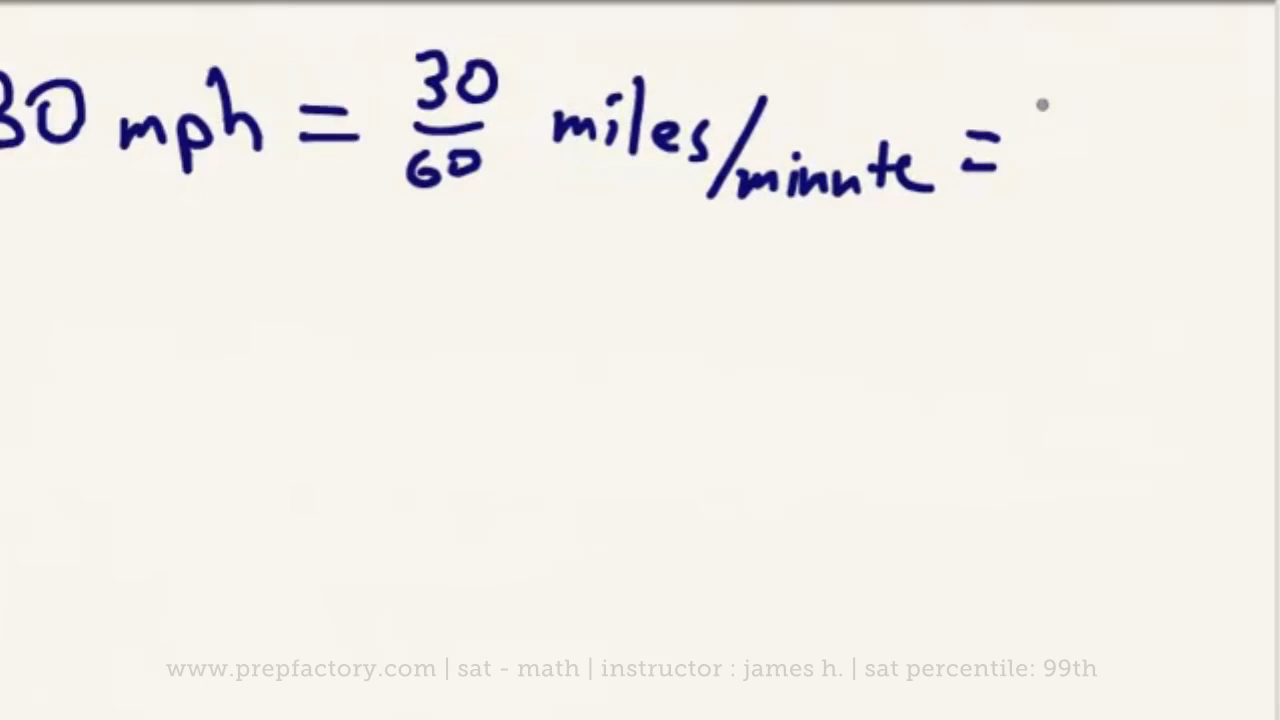 30 mph = 30/60 miles/minute =
www.prepfactory.com | sat - math | instructor : james h. | sat percentile: 99th